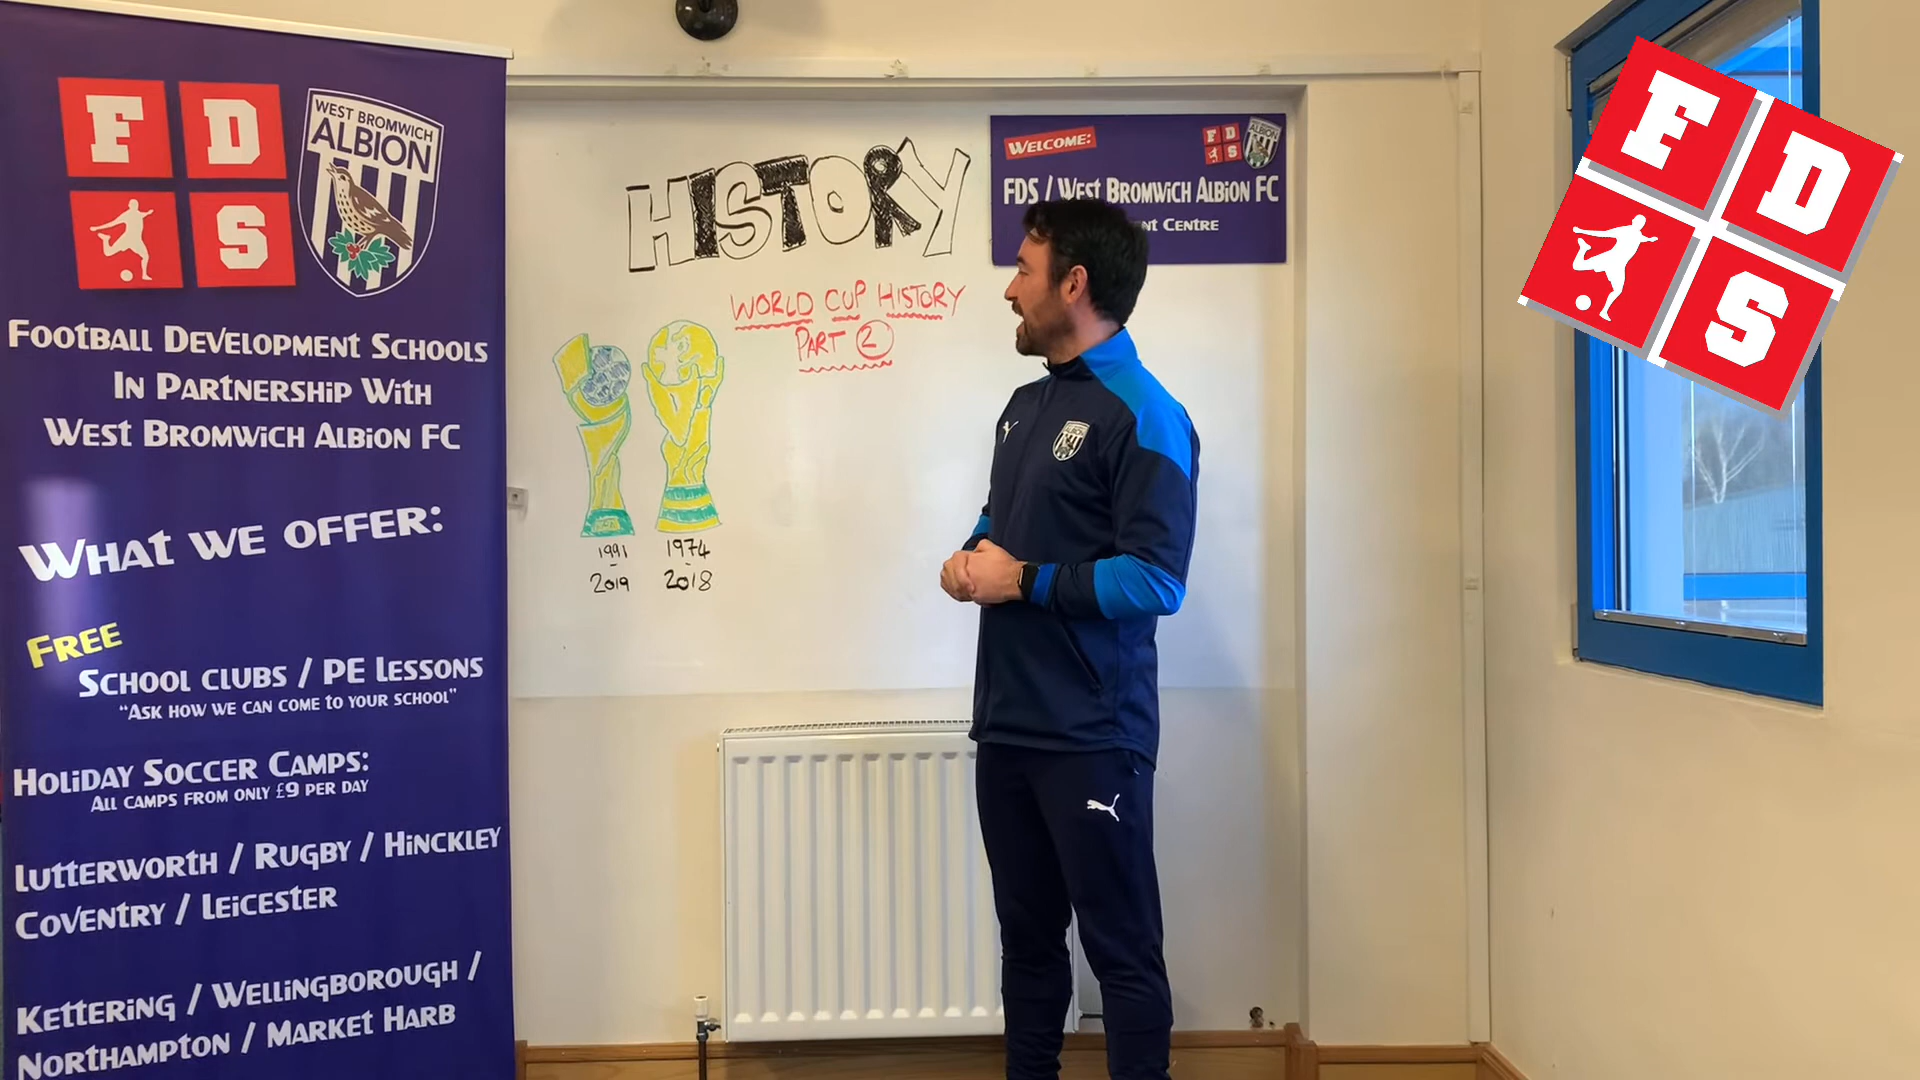 F D
S
WEST BROMWICH
ALBION
FOOTBALL DEVELOPMENT SCHOOLS
IN PARTNERSHIP WITH
WEST BROMWICH ALBION FC
WHAT WE OFFER:
FREE
SCHOOL CLUBS / PE LESSONS
"ASK HOW WE CAN COME TO YOUR SCHOOL"
HOLIDAY SOCCER CAMPS:
ALL CAMPS FROM ONLY £9 PER DAY
LUTTERWORTH / RUGBY / HINCKLEY
COVENTRY / LEICESTER
KETTERING / WELLINGBOROUGH /
NORTHAMPTON / MARKET HARB
HISTORY
WORLD CUP HISTORY
PART 2
1991
-
2019
1974
-
2018
WELCOME:
F D
S
FDS / WEST BROMWICH ALBION FC
NT CENTRE
ALBION
F D
S